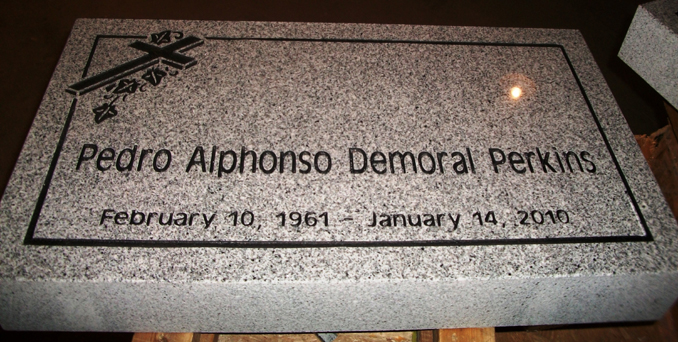 Pedro Alphonso Demoral Perkins
February 10, 1961 - January 14, 2010